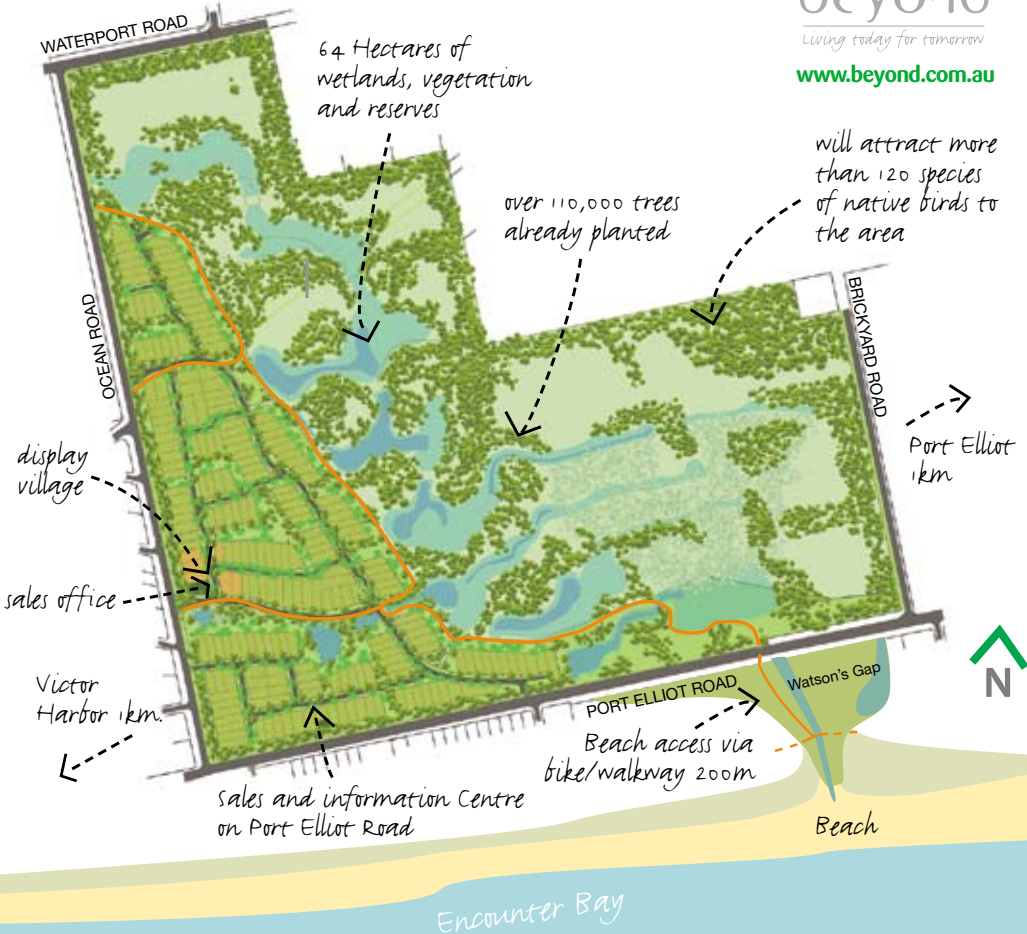 beyond
Living today for tomorrow
www.beyond.com.au
WATERPORT ROAD
64 Hectares of
wetlands, vegetation
and reserves
will attract more
than 120 species
of native birds to
the area
over 110,000 trees
already planted
OCEAN ROAD
BRICKYARD ROAD
Port Elliot
1km
display
village
sales office
Victor
Harbor 1km.
N
Watson's Gap
PORT ELLIOT ROAD
Beach access via
bike/walkway 200m
Sales and information Centre
on Port Elliot Road
Beach
Encounter Bay